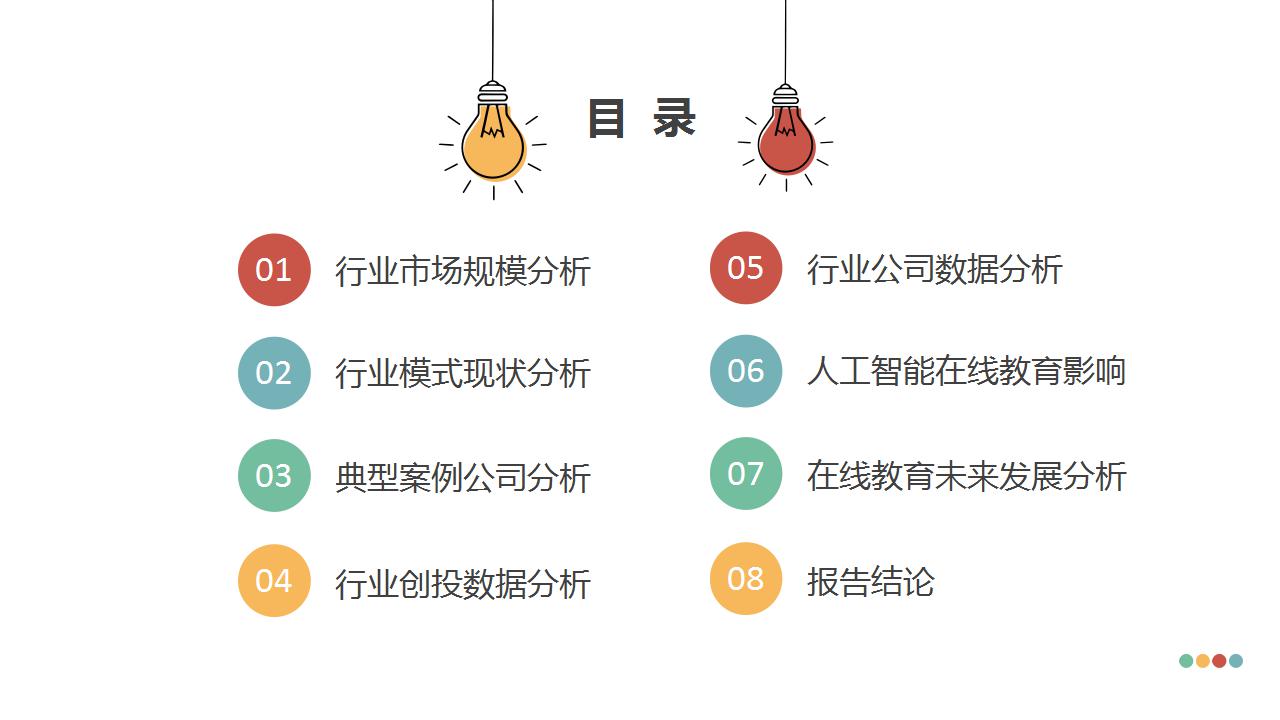 目 录
01 行业市场规模分析
02 行业模式现状分析
03 典型案例公司分析
04 行业创投数据分析
05 行业公司数据分析
06 人工智能在线教育影响
07 在线教育未来发展分析
08 报告结论